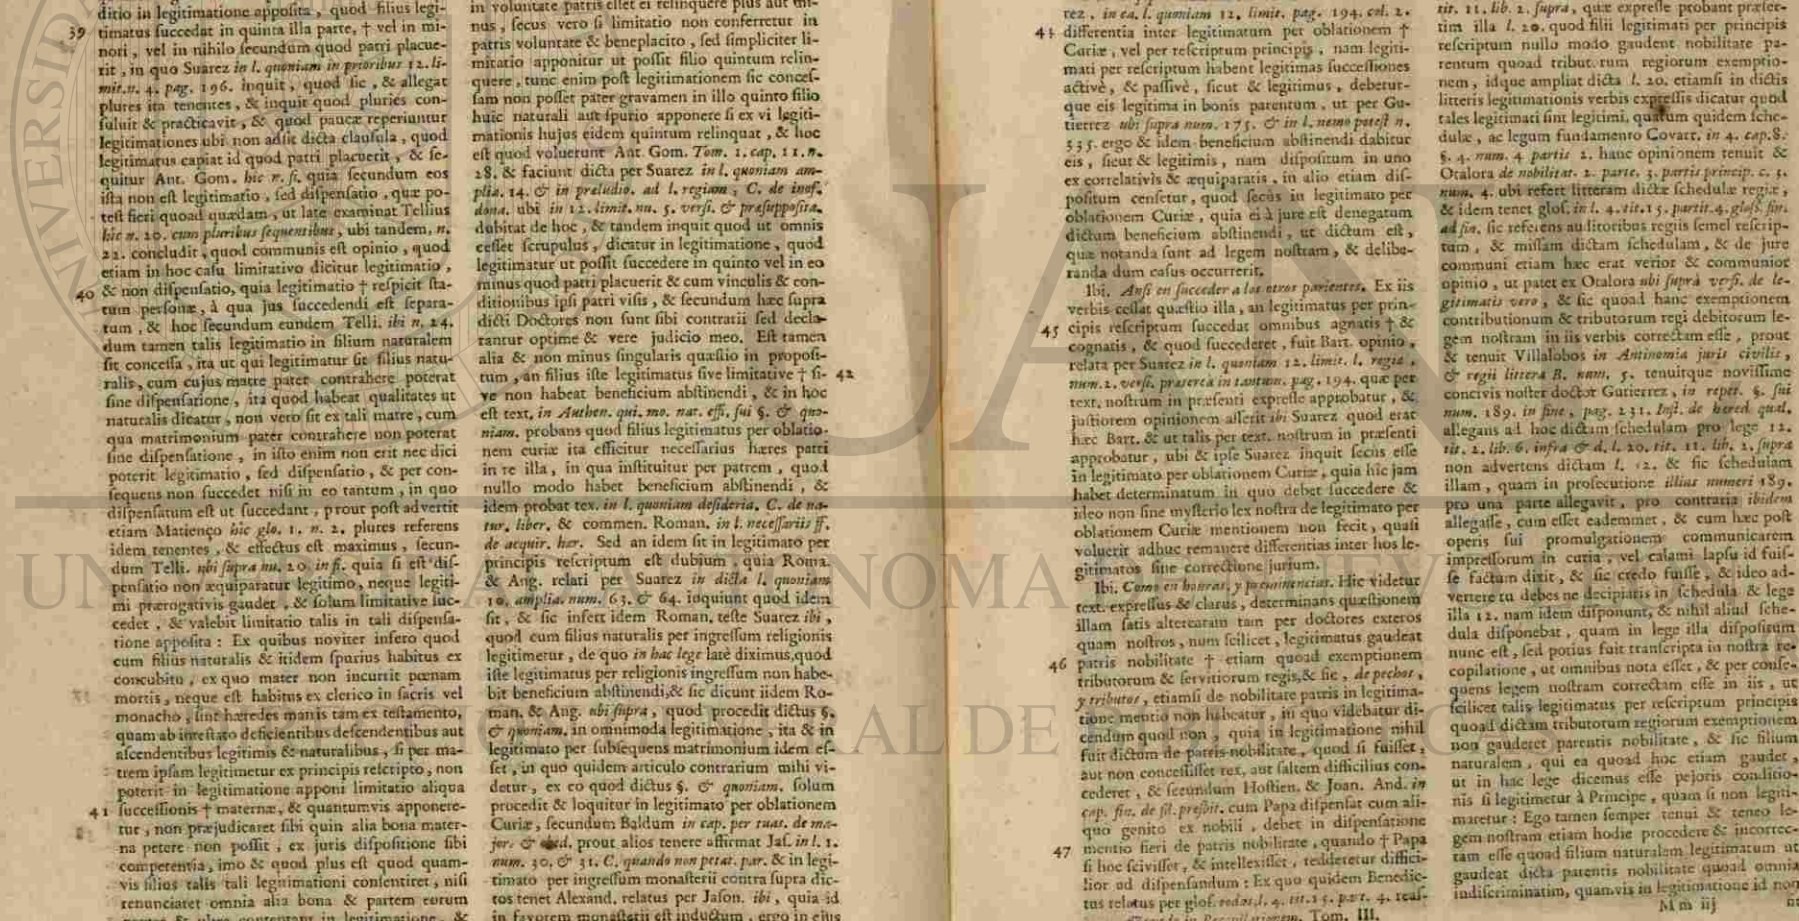 ditio in legitimatione apposita, quod filius legi-
39 timatus succedat in quinta illa parte, † vel in mi-
nori, vel in nihilo secundum quod patri placue-
rit, in quo Suarez in l. quoniam in prioribus 12. li-
mit. n. 4. pag. 196. inquit, quod sic, & allegat
plures ita tenentes, & inquit quod pluries con-
suluit & practicavit, & quod paucæ reperiuntur
legitimationes ubi non adsit dicta clausula, quod
legitimatus capiat id quod patri placuerit, & se-
quitur Ant. Gom. hic n. fi. quia secundum eos
ista non est legitimatio, sed dispensatio, quæ po-
test fieri quoad quædam, ut late examinat Tellius
hic n. 20. cum pluribus sequentibus, ubi tandem, n.
22. concludit, quod communis est opinio, quod
etiam in hoc casu limitativo dicitur legitimatio,
40 & non dispensatio, quia legitimatio † respicit sta-
tum personæ, à qua jus succedendi est separa-
tum, & hoc secundum eundem Telli. ibi n. 24.
dum tamen talis legitimatio in filium naturalem
sit concessa, ita ut qui legitimatur sit filius natu-
ralis, cum cujus matre pater contrahere poterat
sine dispensatione, ita quod habeat qualitates ut
naturalis dicatur, non vero sit ex tali matre, cum
qua matrimonium pater contrahere non poterat
sine dispensatione, in isto enim non erit nec dici
poterit legitimatio, sed dispensatio, & per con-
sequens non succedet nisi in eo tantum, in quo
dispensatum est ut succedant, prout post advertit
etiam Matienço hic glo. 1. n. 2. plures referens
idem tenentes, & effectus est maximus, secun-
dum Telli. ubi supra nu. 20. in fi. quia si est dis-
pensatio non æquiparatur legitimo, neque legiti-
mi prærogativis gaudet, & solum limitative suc-
cedet, & valebit limitatio talis in tali dispensa-
tione apposita: Ex quibus noviter infero quod
cum filius naturalis & itidem spurius habitus ex
concubitu, ex quo mater non incurrit pœnam
mortis, neque est habitus ex clerico in sacris vel
monacho, sint hæredes matris tam ex testamento,
quam ab intestato deficientibus descendentibus aut
ascendentibus legitimis & naturalibus, si per ma-
trem ipsam legitimetur ex principis rescripto, non
poterit in legitimatione apponi limitatio aliqua
41 successionis † maternæ, & quantumvis appone-
tur, non præjudicaret sibi quin alia bona mater-
na petere non possit, ex juris dispositione sibi
competentia, imo & quod plus est quod quam-
vis filius talis tali legitimationi consentiret, nisi
renunciaret omnia alia bona & partem eorum
in voluntate patris esset ei relinquere plus aut mi-
nus, secus vero si limitatio non conferretur in
patris voluntate & beneplacito, sed simpliciter li-
mitatio apponitur ut possit filio quintum relin-
quere, tunc enim post legitimationem sic conces-
sam non posset pater gravamen in illo quinto filio
huic naturali aut spurio apponere si ex vi legiti-
mationis hujus eidem quintum relinquat, & hoc
est quod voluerunt Ant. Gom. Tom. 1. cap. 11. n.
28. & faciunt dicta per Suarez in l. quoniam am-
plia. 14. & in præludio. ad l. regiam, C. de inof.
dona. ubi in 12. limit. nu. 5. versi. & præsupposita.
dubitat de hoc, & tandem inquit quod ut omnis
cesset scrupulus, dicatur in legitimatione, quod
legitimatur ut possit succedere in quinto vel in eo
minus quod patri placuerit & cum vinculis & con-
ditionibus ipsi patri visis, & secundum hæc supra
dicti Doctores non sunt sibi contrarii sed decla-
rantur optime & vere judicio meo. Est tamen
alia & non minus singularis quæstio in proposi-
tum, an filius iste legitimatus sive limitative † si- 42
ve non habeat beneficium abstinendi, & in hoc
est text. in Authen. qui. mo. nat. effi. sui §. & quo-
niam. probans quod filius legitimatus per oblatio-
nem curiæ ita efficitur necessarius hæres patri
in re illa, in qua instituitur per patrem, quod
nullo modo habet beneficium abstinendi, &
idem probat tex. in l. quoniam desideria. C. de na-
tur. liber. & commen. Roman. in l. necessariis ff.
de acquir. hær. Sed an idem sit in legitimato per
principis rescriptum est dubium, quia Roma.
& Ang. relati per Suarez in dicta l. quoniam
10. amplia. num. 63. & 64. inquiunt quod idem
sit, & sic infert idem Roman. teste Suarez ibi,
quod cum filius naturalis per ingressum religionis
legitimetur, de quo in hac lege latè diximus, quod
iste legitimatus per religionis ingressum non habe-
bit beneficium abstinendi, & sic dicunt iidem Ro-
man. & Ang. ubi supra, quod procedit dictus §.
& quoniam. in omnimoda legitimatione, ita & in
legitimato per subsequens matrimonium idem es-
set, in quo quidem articulo contrarium mihi vi-
detur, ex eo quod dictus §. & quoniam. solum
procedit & loquitur in legitimato per oblationem
Curiæ, secundum Baldum in cap. per tuas. de ma-
jor. & obed. prout alios tenere affirmat Jas. in l. 1.
num. 30. & 31. C. quando non petat. par. & in legi-
timato per ingressum monasterii contra supra dic-
tos tenet Alexand. relatus per Jason. ibi, quia id
in favorem monasterii est inductum, ergo in ejus
rez, in ea. l. quoniam 12. limit. pag. 194. col. 2.
43 differentia inter legitimatum per oblationem †
Curiæ, vel per rescriptum principis, nam legiti-
mati per rescriptum habent legitimas successiones
activè, & passivè, sicut & legitimus, debetur-
que eis legitima in bonis parentum, ut per Gu-
tierrez ubi supra num. 175. & in l. nemo potest n.
335. ergo & idem beneficium abstinendi dabitur
eis, sicut & legitimis, nam dispositum in uno
ex correlativis & æquiparatis, in alio etiam dis-
positum censetur, quod secùs in legitimato per
oblationem Curiæ, quia ei à jure est denegatum
dictum beneficium abstinendi, ut dictum est,
quæ notanda sunt ad legem nostram, & delibe-
randa dum casus occurrerit.
Ibi. Ansi en succeder a los otros parientes. Ex iis
verbis cessat quæstio illa, an legitimatus per prin-
45 cipis rescriptum succedat omnibus agnatis † &
cognatis, & quod succederet, fuit Bart. opinio,
relata per Suarez in l. quoniam 12. limit. l. regia,
num. 2. versi. præterea in tantum. pag. 194. quæ per
text. nostrum in præsenti expresse approbatur, &
justiorem opinionem asserit ibi Suarez quod erat
hæc Bart. & ut talis per text. nostrum in præsenti
approbatur, ubi & ipse Suarez inquit secùs esse
in legitimato per oblationem Curiæ, quia hic jam
habet determinatum in quo debet succedere &
ideo non sine mysterio lex nostra de legitimato per
oblationem Curiæ mentionem non fecit, quasi
voluerit adhuc remanere differentias inter hos le-
gitimatos sine correctione jurium.
Ibi. Como en honras, y preeminencias. Hic videtur
text. expressus & clarus, determinans quæstionem
illam satis altercatam tam per doctores exteros
quam nostros, num scilicet, legitimatus gaudeat
46 patris nobilitate † etiam quoad exemptionem
tributorum & servitiorum regis, & sic, de pechos,
y tributos, etiamsi de nobilitate patris in legitima-
tione mentio non habeatur, in quo videbatur di-
cendum quod non, quia in legitimatione nihil
fuit dictum de patris nobilitate, quod si fuisset,
aut non concessisset rex, aut saltem difficilius con-
cederet, & secundum Hostien. & Joan. And. in
cap. fin. de fil. presbit. cum Papa dispensat cum ali-
quo genito ex nobili, debet in dispensatione
mentio fieri de patris nobilitate, quando † Papa
47 si hoc scivisset, & intellexisset, redderetur diffici-
lior ad dispensandum: Ex quo quidem Benedic-
tus relatus per glos. todas, l. 4. tit. 15. par. 4. reas-
Tom. III.
tit. 11. lib. 2. supra, quæ expresse probant præser-
tim illa l. 20. quod filii legitimati per principis
rescriptum nullo modo gaudent nobilitate pa-
rentum quoad tributorum regiorum exemptio-
nem, idque ampliat dicta l. 20. etiamsi in dictis
litteris legitimationis verbis expressis dicatur quod
tales legitimati sint legitimi, quarum quidem sche-
dulæ, ac legum fundamento Covarr. in 4. cap. 8.
§. 4. num. 4 partis 2. hanc opinionem tenuit &
Otalora de nobilitat. 2. parte, 3. partis princip. c. 5.
num. 4. ubi refert litteram dictæ schedulæ regiæ,
& idem tenet glos. in l. 4. tit. 15. partit. 4. gloss. fin.
ad fin. sic referens auditoribus regiis semel rescrip-
tum, & missam dictam schedulam, & de jure
communi etiam hæc erat verior & communior
opinio, ut patet ex Otalora ubi suprà versi. de le-
gitimatis vero, & sic quoad hanc exemptionem
contributionum & tributorum regi debitorum le-
gem nostram in iis verbis correctam esse, prout
& tenuit Villalobos in Antinomia juris civilis,
& regii littera B. num. 5. tenuitque novissime
concivis noster doctor Gutierrez, in repet. §. sui
num. 189. in fine, pag. 231. Inst. de hered. qual.
allegans ad hoc dictam schedulam pro lege 12.
tit. 2. lib. 6. infra & d. l. 20. tit. 11. lib. 2. supra
non advertens dictam l. 12. & sic schedulam
illam, quam in prosecutione illius numeri 189.
pro una parte allegavit, pro contraria ibidem
allegasse, cum esset eademmet, & cum hæc post
operis sui promulgationem communicarem
impressorum in curia, vel calami lapsu id fuis-
se factum dixit, & sic credo fuisse, & ideo ad-
vertere tu debes ne decipiaris in schedula & lege
illa 12. nam idem disponunt, & nihil aliud sche-
dula disponebat, quam in lege illa dispositum
nunc est, sed potius fuit transcripta in nostra re-
copilatione, ut omnibus nota esset, & per conse-
quens legem nostram correctam esse in iis, ut
scilicet talis legitimatus per rescriptum principis
quoad dictam tributorum regiorum exemptionem
non gauderet parentis nobilitate, & sic filium
naturalem, qui ea quoad hoc etiam gaudet,
ut in hac lege dicemus esse pejoris conditio-
nis si legitimetur à Principe, quam si non legiti-
maretur: Ego tamen semper tenui & teneo le-
gem nostram etiam hodie procedere & incorrec-
tam esse quoad filium naturalem legitimatum ut
gaudeat dicta parentis nobilitate quoad omnia
indiscriminatim, quamvis in legitimatione id non
Mm iij